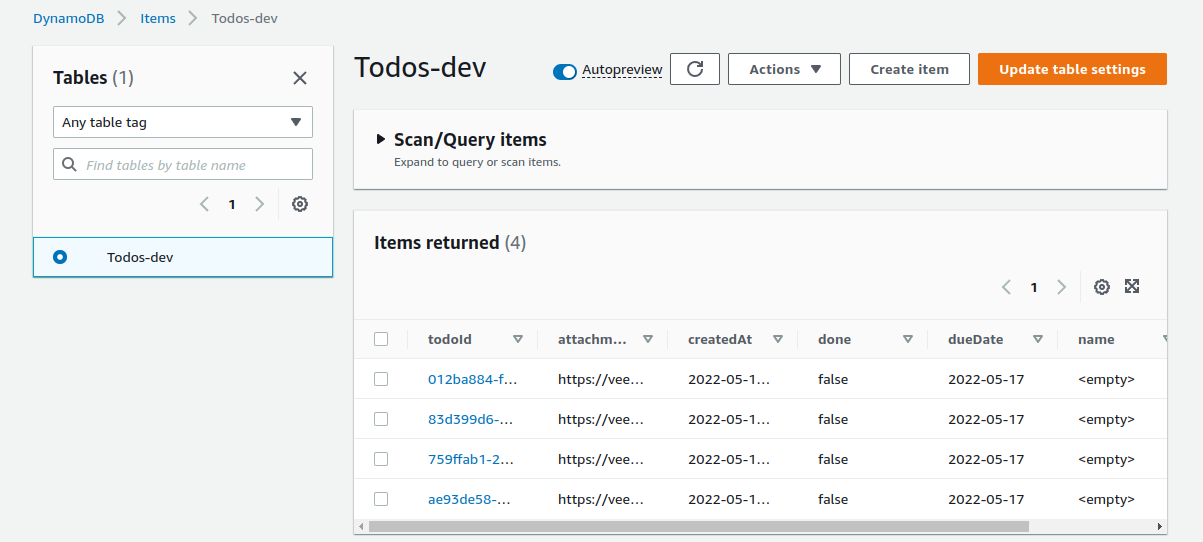 DynamoDB > Items > Todos-dev
Tables (1)
Any table tag
Find tables by table name
1
Todos-dev
Todos-dev
Autopreview
Actions
Create item
Update table settings
Scan/Query items
Expand to query or scan items.
Items returned (4)
1
todoId attachm... createdAt done dueDate name
012ba884-f... https://vee... 2022-05-1... false 2022-05-17 <empty>
83d399d6-... https://vee... 2022-05-1... false 2022-05-17 <empty>
759ffab1-2... https://vee... 2022-05-1... false 2022-05-17 <empty>
ae93de58-... https://vee... 2022-05-1... false 2022-05-17 <empty>